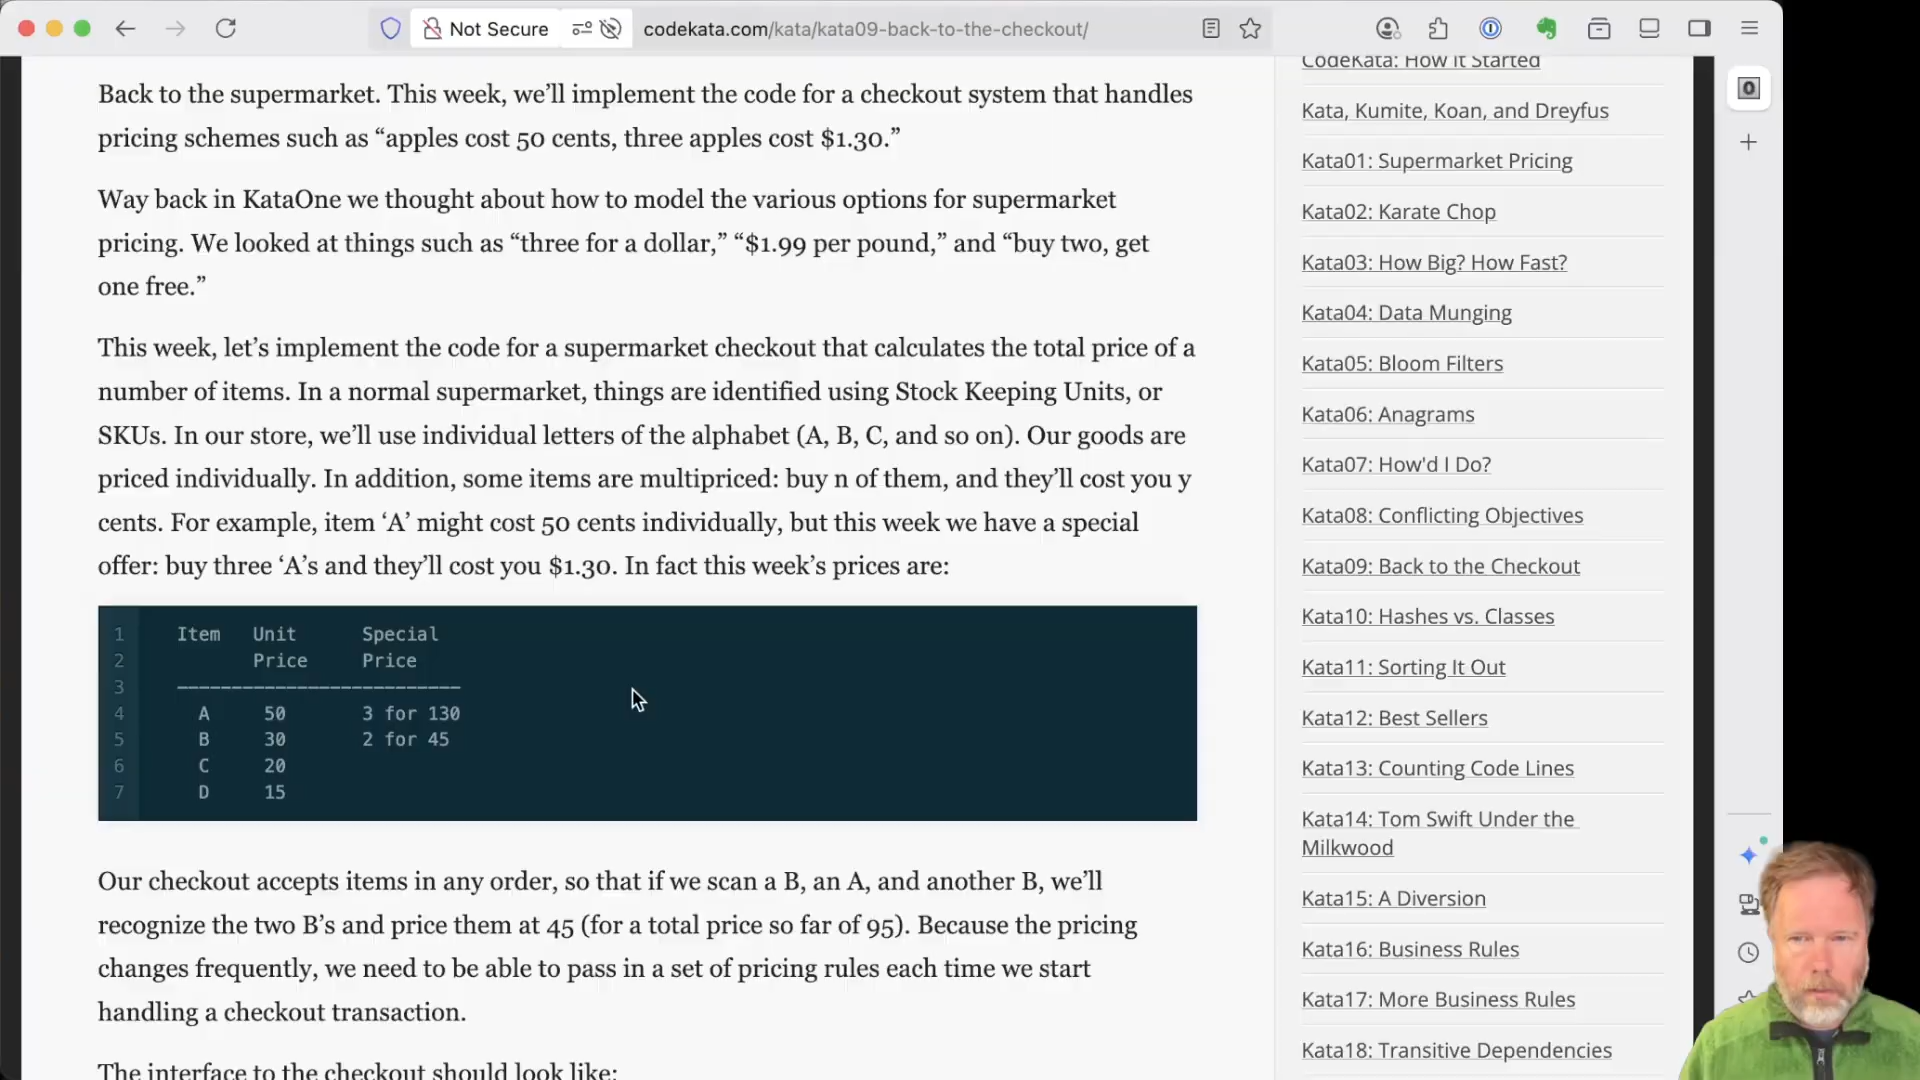 Not Secure
codekata.com/kata/kata09-back-to-the-checkout/
Back to the supermarket. This week, we’ll implement the code for a checkout system that handles
pricing schemes such as “apples cost 50 cents, three apples cost $1.30.”
Way back in KataOne we thought about how to model the various options for supermarket
pricing. We looked at things such as “three for a dollar,” “$1.99 per pound,” and “buy two, get
one free.”
This week, let’s implement the code for a supermarket checkout that calculates the total price of a
number of items. In a normal supermarket, things are identified using Stock Keeping Units, or
SKUs. In our store, we’ll use individual letters of the alphabet (A, B, C, and so on). Our goods are
priced individually. In addition, some items are multipriced: buy n of them, and they’ll cost you y
cents. For example, item ‘A’ might cost 50 cents individually, but this week we have a special
offer: buy three ‘A’s and they’ll cost you $1.30. In fact this week’s prices are:
1 Item Unit Special
2 Price Price
3 --------------------------
4 A 50 3 for 130
5 B 30 2 for 45
6 C 20
7 D 15
Our checkout accepts items in any order, so that if we scan a B, an A, and another B, we’ll
recognize the two B’s and price them at 45 (for a total price so far of 95). Because the pricing
changes frequently, we need to be able to pass in a set of pricing rules each time we start
handling a checkout transaction.
The interface to the checkout should look like:
CodeKata: How It Started
Kata, Kumite, Koan, and Dreyfus
Kata01: Supermarket Pricing
Kata02: Karate Chop
Kata03: How Big? How Fast?
Kata04: Data Munging
Kata05: Bloom Filters
Kata06: Anagrams
Kata07: How'd I Do?
Kata08: Conflicting Objectives
Kata09: Back to the Checkout
Kata10: Hashes vs. Classes
Kata11: Sorting It Out
Kata12: Best Sellers
Kata13: Counting Code Lines
Kata14: Tom Swift Under the
Milkwood
Kata15: A Diversion
Kata16: Business Rules
Kata17: More Business Rules
Kata18: Transitive Dependencies